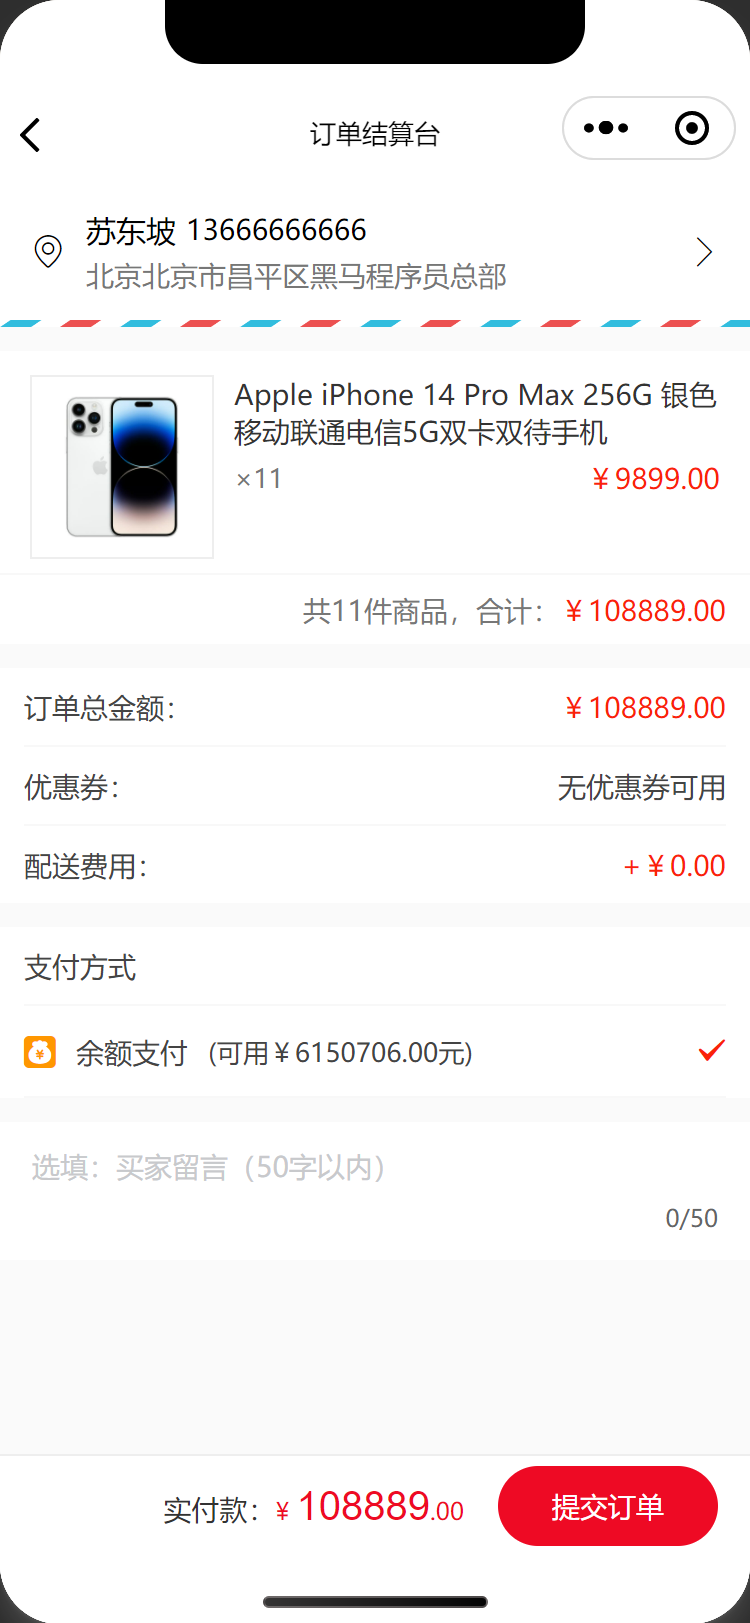 订单结算台
苏东坡 13666666666
北京北京市昌平区黑马程序员总部
Apple iPhone 14 Pro Max 256G 银色
移动联通电信5G双卡双待手机
×11
¥9899.00
共11件商品，合计： ¥108889.00
订单总金额： ¥108889.00
优惠券： 无优惠券可用
配送费用： + ¥0.00
支付方式
余额支付 (可用¥6150706.00元)
选填：买家留言（50字以内）
0/50
实付款：¥ 108889.00
提交订单